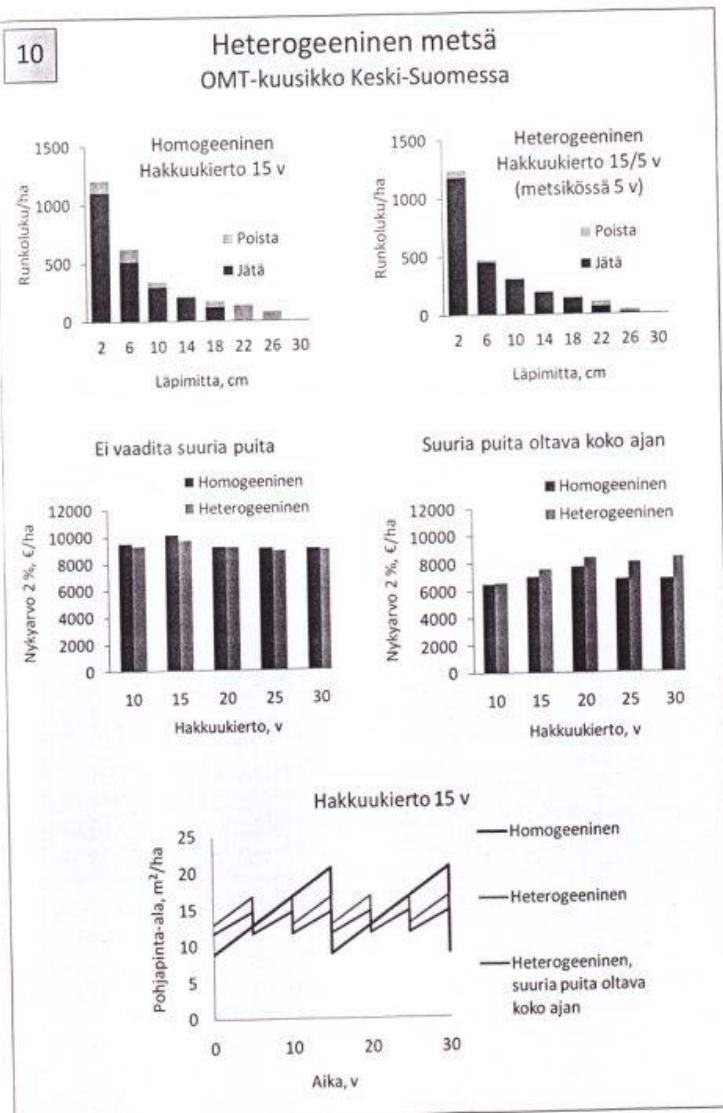 10
Heterogeeninen metsä
OMT-kuusikko Keski-Suomessa
Homogeeninen
Hakkuukierto 15 v
1500
1000
500
0
Runkoluku/ha
Poista
Jätä
2 6 10 14 18 22 26 30
Läpimitta, cm
Heterogeeninen
Hakkuukierto 15/5 v
(metsikössä 5 v)
1500
1000
500
0
Runkoluku/ha
Poista
Jätä
2 6 10 14 18 22 26 30
Läpimitta, cm
Ei vaadita suuria puita
Homogeeninen
Heterogeeninen
12000
10000
8000
6000
4000
2000
0
Nykyarvo 2 %, €/ha
10 15 20 25 30
Hakkuukierto, v
Suuria puita oltava koko ajan
Homogeeninen
Heterogeeninen
12000
10000
8000
6000
4000
2000
0
Nykyarvo 2 %, €/ha
10 15 20 25 30
Hakkuukierto, v
Hakkuukierto 15 v
25
20
15
10
5
0
Pohjapinta-ala, m²/ha
0 10 20 30
Aika, v
Homogeeninen
Heterogeeninen
Heterogeeninen,
suuria puita oltava
koko ajan